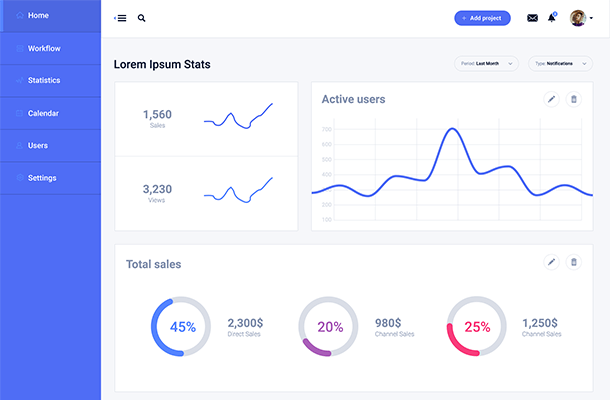 Home
Workflow
Statistics
Calendar
Users
Settings
+ Add project
Lorem Ipsum Stats
Period: Last Month
Type: Notifications
1,560
Sales
3,230
Views
Active users
700
600
500
400
300
200
100
Total sales
45%
2,300$
Direct Sales
20%
980$
Channel Sales
25%
1,250$
Channel Sales